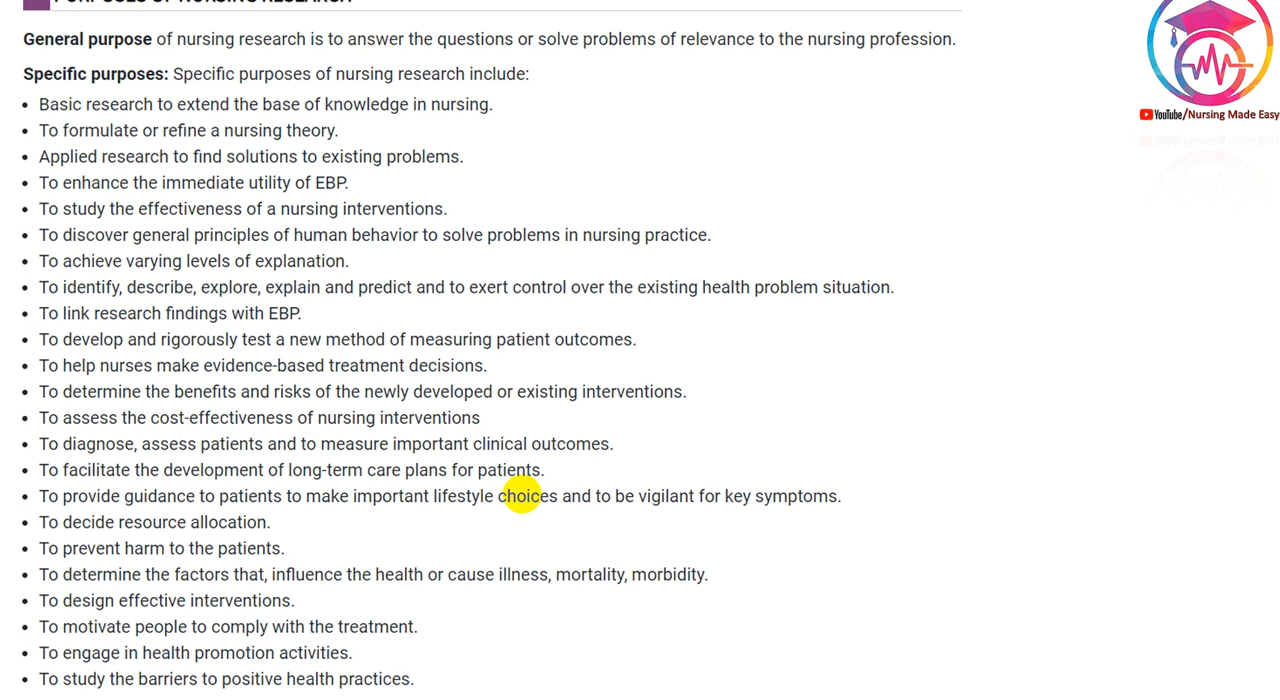 PURPOSES OF NURSING RESEARCH
General purpose of nursing research is to answer the questions or solve problems of relevance to the nursing profession.
Specific purposes: Specific purposes of nursing research include:
• Basic research to extend the base of knowledge in nursing.
• To formulate or refine a nursing theory.
• Applied research to find solutions to existing problems.
• To enhance the immediate utility of EBP.
• To study the effectiveness of a nursing interventions.
• To discover general principles of human behavior to solve problems in nursing practice.
• To achieve varying levels of explanation.
• To identify, describe, explore, explain and predict and to exert control over the existing health problem situation.
• To link research findings with EBP.
• To develop and rigorously test a new method of measuring patient outcomes.
• To help nurses make evidence-based treatment decisions.
• To determine the benefits and risks of the newly developed or existing interventions.
• To assess the cost-effectiveness of nursing interventions
• To diagnose, assess patients and to measure important clinical outcomes.
• To facilitate the development of long-term care plans for patients.
• To provide guidance to patients to make important lifestyle choices and to be vigilant for key symptoms.
• To decide resource allocation.
• To prevent harm to the patients.
• To determine the factors that, influence the health or cause illness, mortality, morbidity.
• To design effective interventions.
• To motivate people to comply with the treatment.
• To engage in health promotion activities.
• To study the barriers to positive health practices.
YouTube/Nursing Made Easy